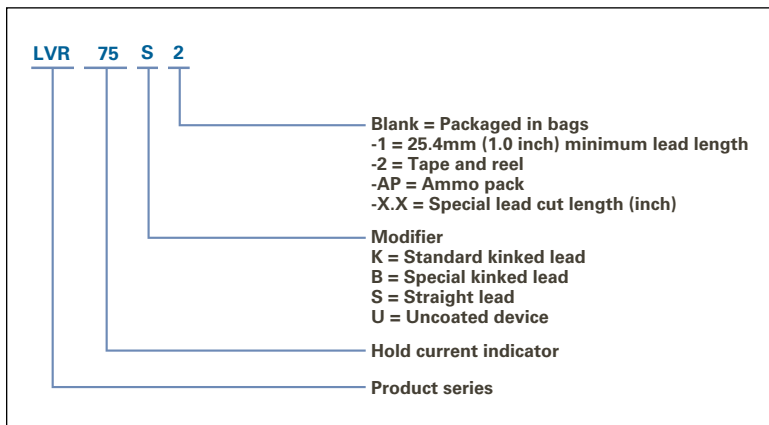 LVR 75 S 2
Blank = Packaged in bags
-1 = 25.4mm (1.0 inch) minimum lead length
-2 = Tape and reel
-AP = Ammo pack
-X.X = Special lead cut length (inch)
Modifier
K = Standard kinked lead
B = Special kinked lead
S = Straight lead
U = Uncoated device
Hold current indicator
Product series